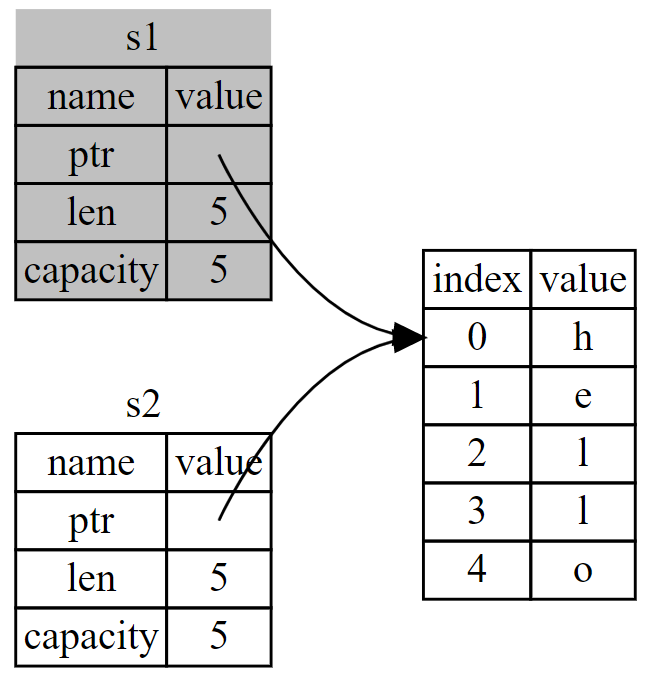 s1
name value
ptr
len 5
capacity 5
s2
name value
ptr
len 5
capacity 5
index value
0 h
1 e
2 l
3 l
4 o